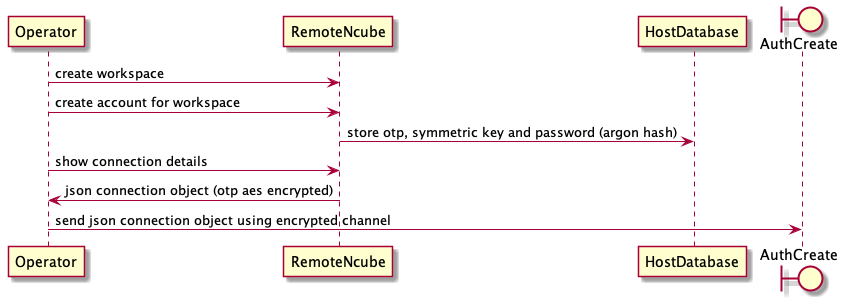 Operator
RemoteNcube
HostDatabase
AuthCreate
create workspace
create account for workspace
store otp, symmetric key and password (argon hash)
show connection details
json connection object (otp aes encrypted)
send json connection object using encrypted channel
Operator
RemoteNcube
HostDatabase
AuthCreate